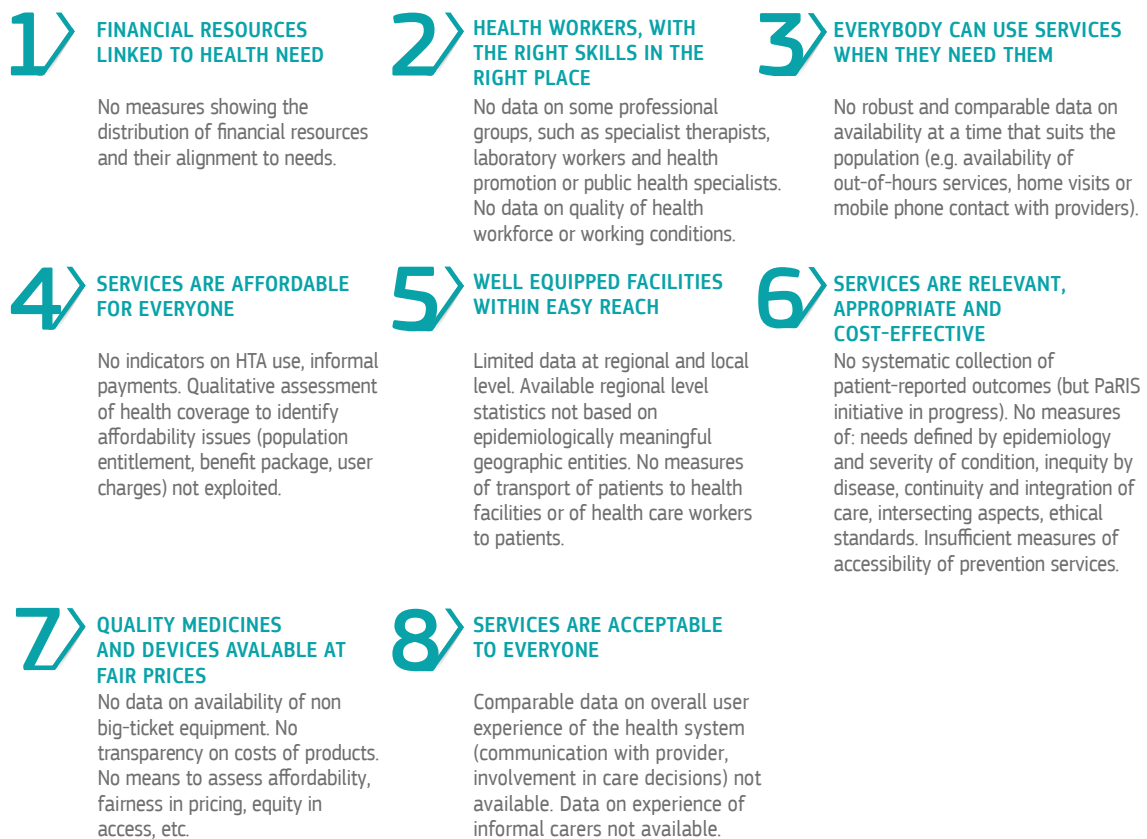 1
FINANCIAL RESOURCES
LINKED TO HEALTH NEED
No measures showing the
distribution of financial resources
and their alignment to needs.
2
HEALTH WORKERS, WITH
THE RIGHT SKILLS IN THE
RIGHT PLACE
No data on some professional
groups, such as specialist therapists,
laboratory workers and health
promotion or public health specialists.
No data on quality of health
workforce or working conditions.
3
EVERYBODY CAN USE SERVICES
WHEN THEY NEED THEM
No robust and comparable data on
availability at a time that suits the
population (e.g. availability of
out-of-hours services, home visits or
mobile phone contact with providers).
4
SERVICES ARE AFFORDABLE
FOR EVERYONE
No indicators on HTA use, informal
payments. Qualitative assessment
of health coverage to identify
affordability issues (population
entitlement, benefit package, user
charges) not exploited.
5
WELL EQUIPPED FACILITIES
WITHIN EASY REACH
Limited data at regional and local
level. Available regional level
statistics not based on
epidemiologically meaningful
geographic entities. No measures
of transport of patients to health
facilities or of health care workers
to patients.
6
SERVICES ARE RELEVANT,
APPROPRIATE AND
COST-EFFECTIVE
No systematic collection of
patient-reported outcomes (but PaRIS
initiative in progress). No measures
of: needs defined by epidemiology
and severity of condition, inequity by
disease, continuity and integration of
care, intersecting aspects, ethical
standards. Insufficient measures of
accessibility of prevention services.
7
QUALITY MEDICINES
AND DEVICES AVALABLE AT
FAIR PRICES
No data on availability of non
big-ticket equipment. No
transparency on costs of products.
No means to assess affordability,
fairness in pricing, equity in
access, etc.
8
SERVICES ARE ACCEPTABLE
TO EVERYONE
Comparable data on overall user
experience of the health system
(communication with provider,
involvement in care decisions) not
available. Data on experience of
informal carers not available.